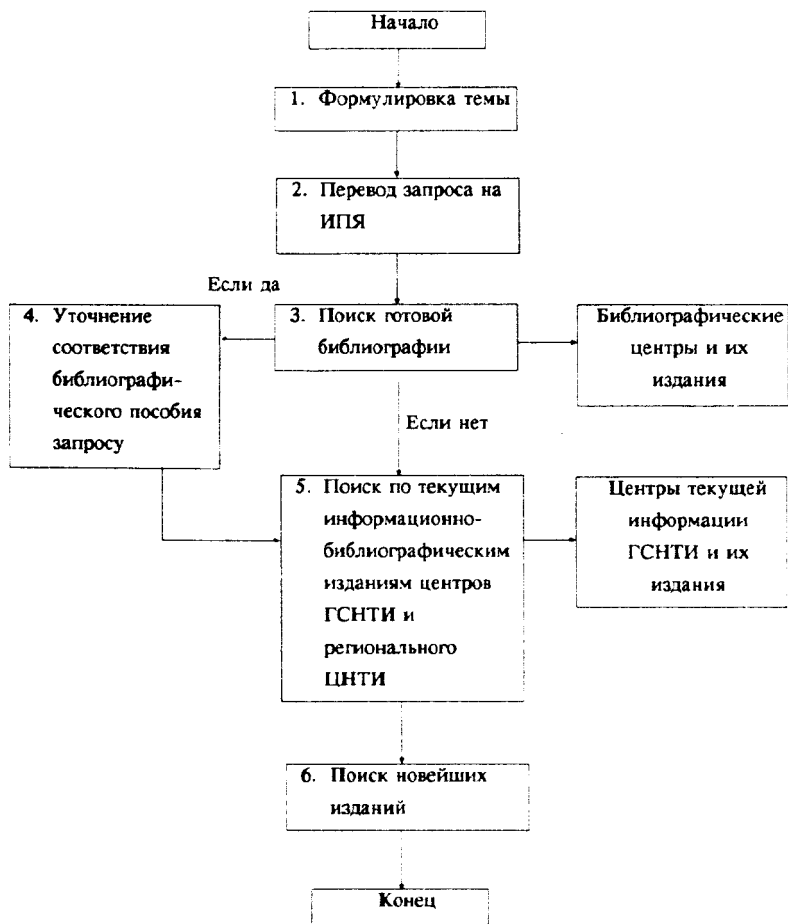 Начало
1. Формулировка темы
2. Перевод запроса на
ИПЯ
Если да
3. Поиск готовой
библиографии
Библиографические
центры и их
издания
4. Уточнение
соответствия
библиографи-
ческого пособия
запросу
Если нет
5. Поиск по текущим
информационно-
библиографическим
изданиям центров
ГСНТИ и
регионального
ЦНТИ
Центры текущей
информации
ГСНТИ и их
издания
6. Поиск новейших
изданий
Конец